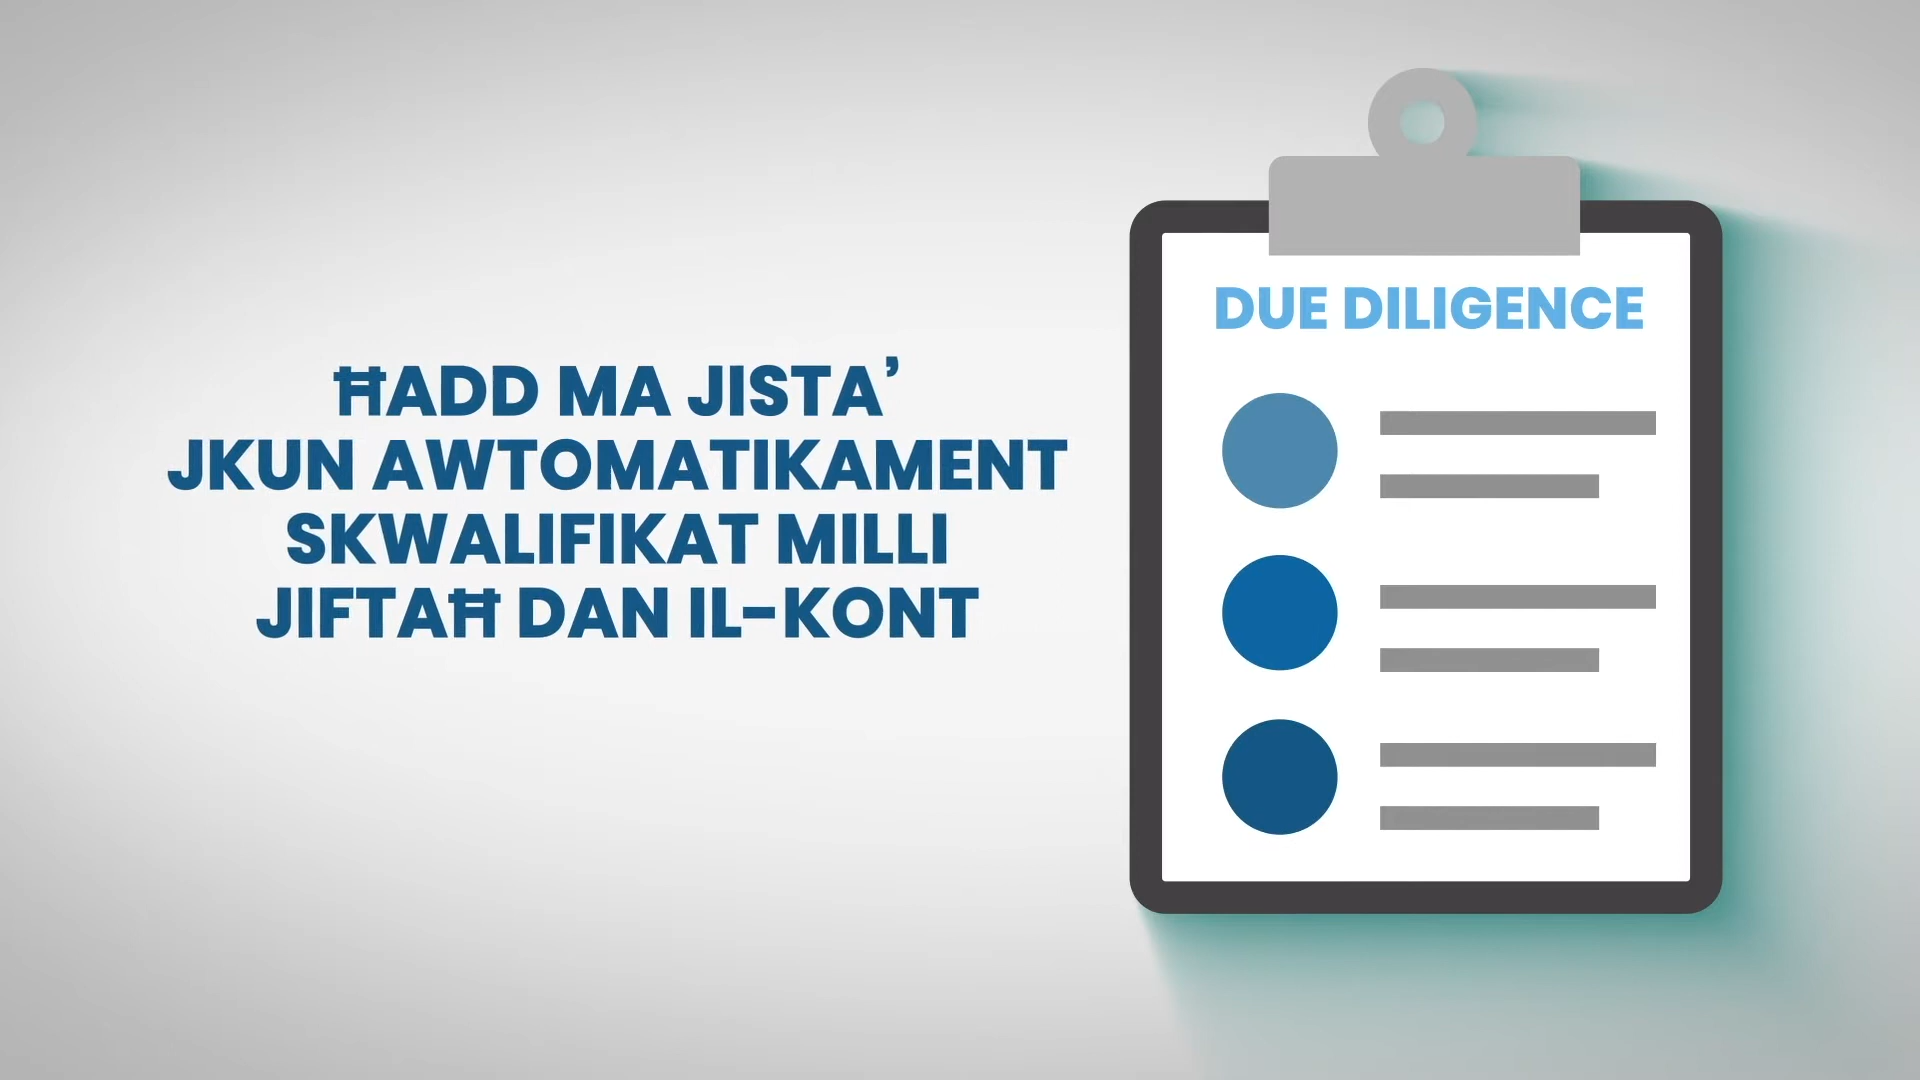 ĦADD MA JISTA’
JKUN AWTOMATIKAMENT
SKWALIFIKAT MILLI
JIFTAĦ DAN IL-KONT
DUE DILIGENCE